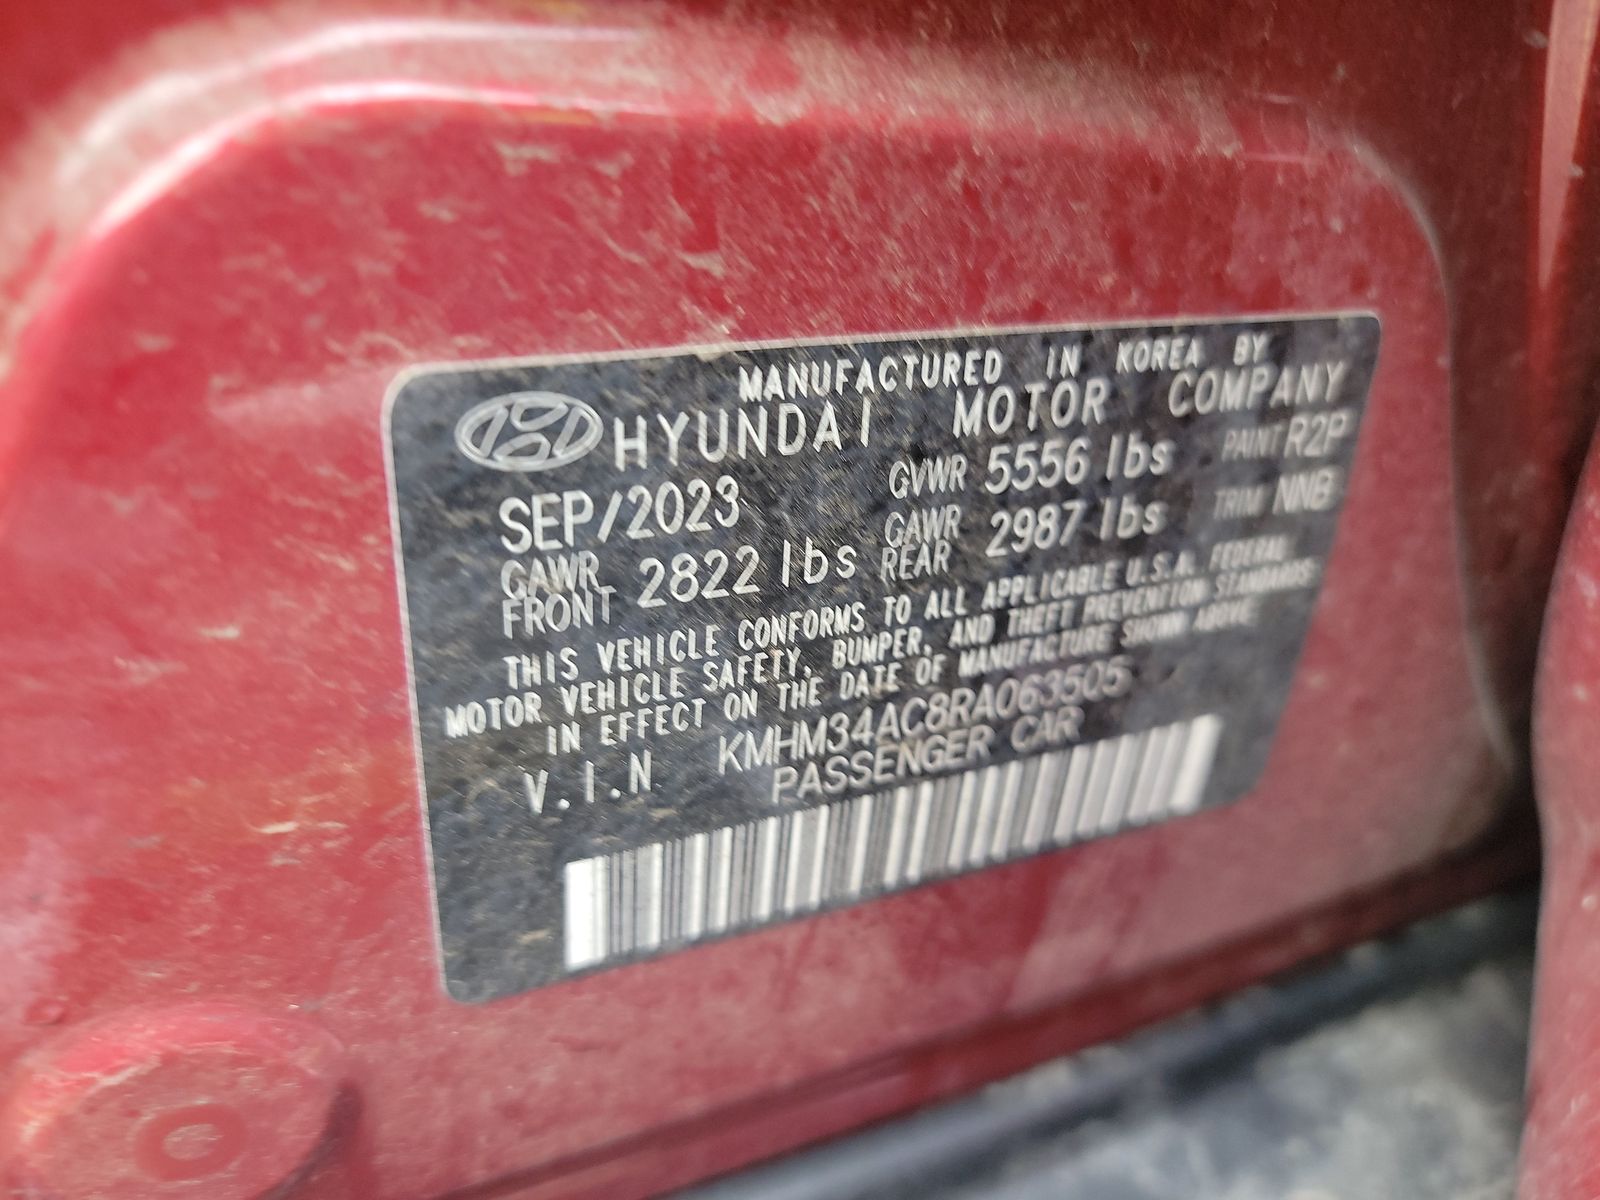 MANUFACTURED IN KOREA BY
HYUNDAI MOTOR COMPANY
SEP/2023 GVWR 5556 lbs PAINT R2P
GAWR FRONT 2822 lbs GAWR REAR 2987 lbs TRIM NNB
THIS VEHICLE CONFORMS TO ALL APPLICABLE U.S.A. FEDERAL
MOTOR VEHICLE SAFETY, BUMPER, AND THEFT PREVENTION STANDARDS
IN EFFECT ON THE DATE OF MANUFACTURE SHOWN ABOVE
V.I.N KMHM34AC8RA063505
PASSENGER CAR